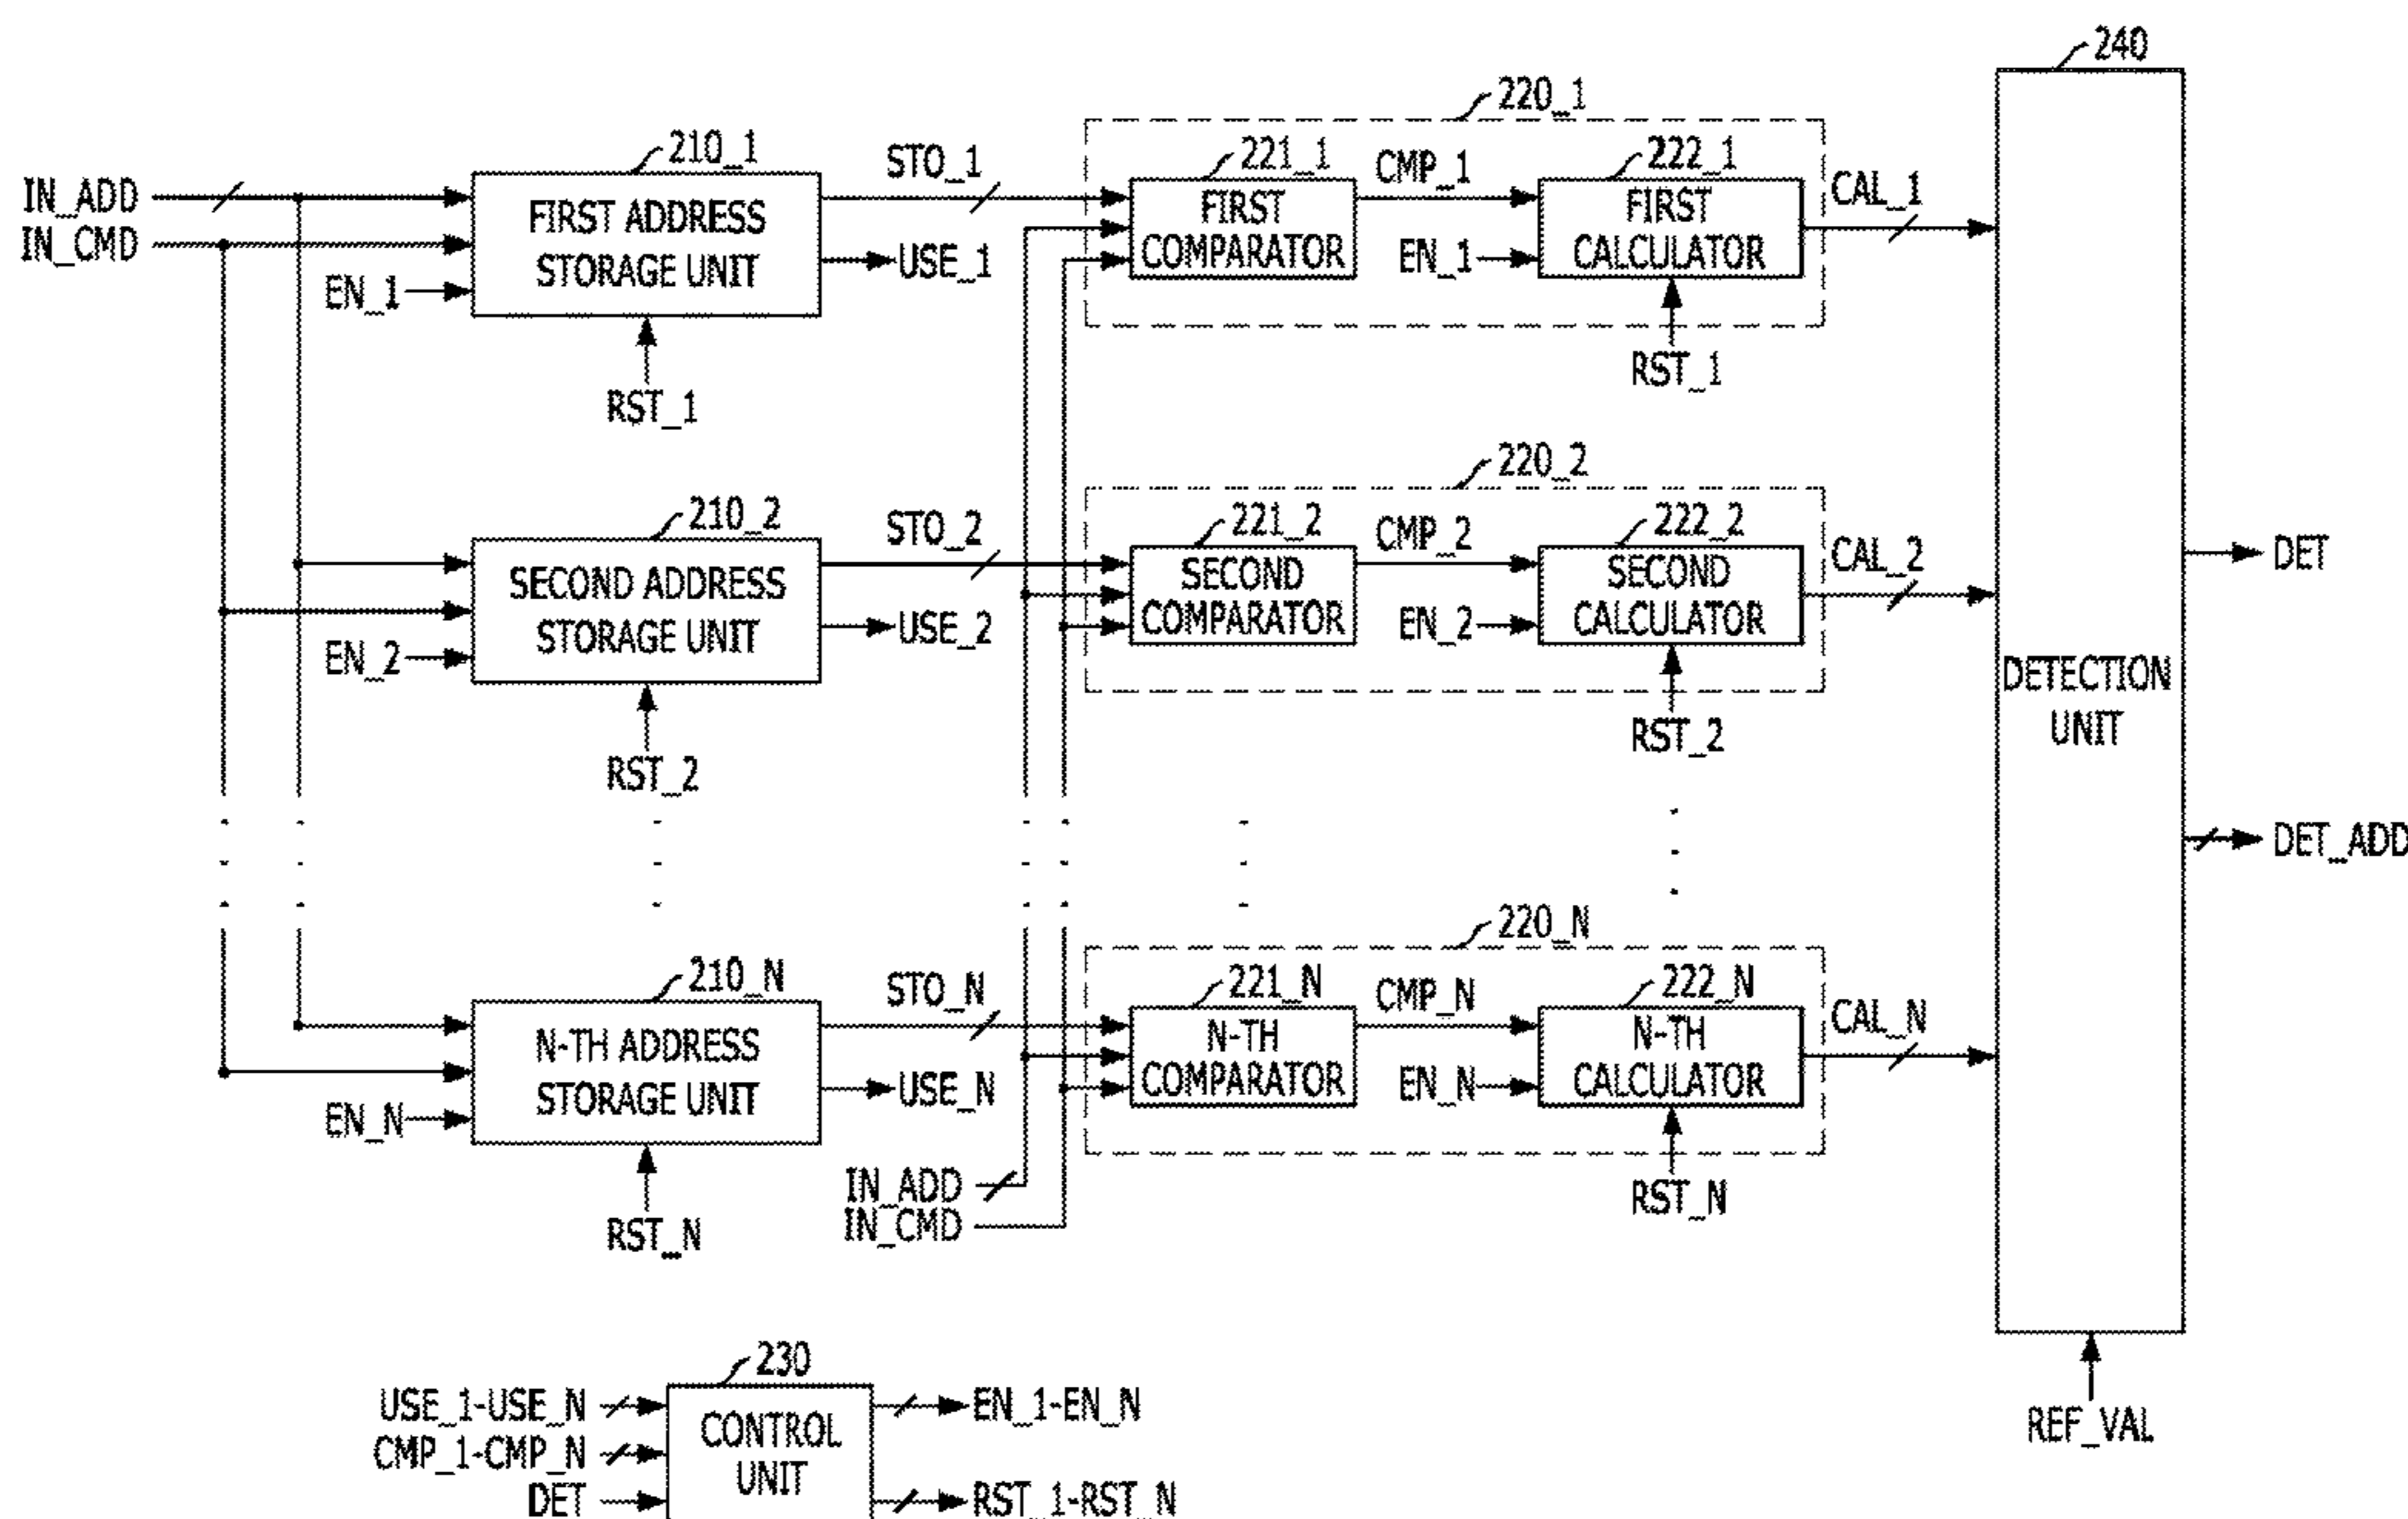 240
220_1
210_1
STO_1
221_1
CMP_1
222_1
CAL_1
IN_ADD
IN_CMD
FIRST ADDRESS
STORAGE UNIT
FIRST
COMPARATOR
FIRST
CALCULATOR
EN_1
USE_1
EN_1
RST_1
RST_1
220_2
210_2
STO_2
221_2
CMP_2
222_2
CAL_2
DET
SECOND ADDRESS
STORAGE UNIT
SECOND
COMPARATOR
SECOND
CALCULATOR
EN_2
USE_2
EN_2
DETECTION
UNIT
RST_2
RST_2
DET_ADD
220_N
210_N
STO_N
221_N
CMP_N
222_N
CAL_N
N-TH ADDRESS
STORAGE UNIT
N-TH
COMPARATOR
N-TH
CALCULATOR
EN_N
USE_N
EN_N
IN_ADD
IN_CMD
RST_N
RST_N
230
USE_1-USE_N
CMP_1-CMP_N
DET
CONTROL
UNIT
EN_1-EN_N
RST_1-RST_N
REF_VAL